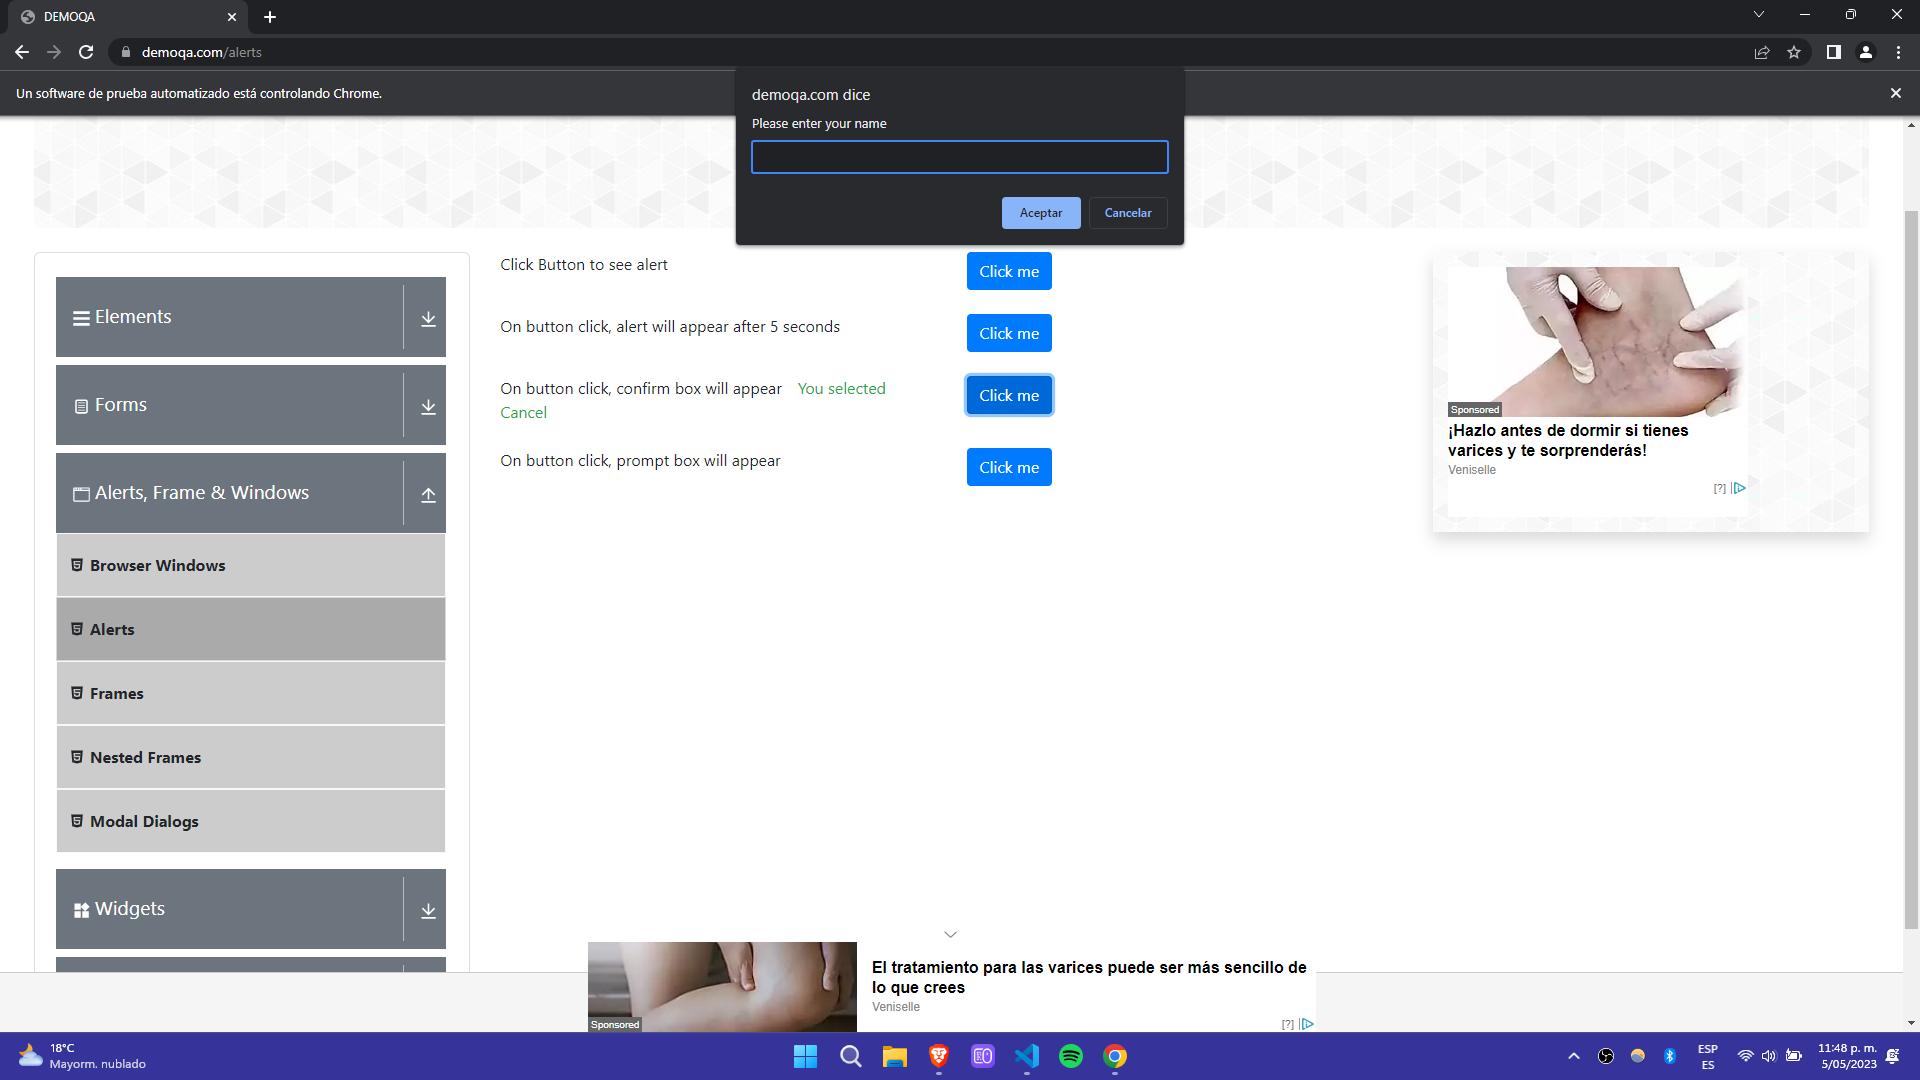 DEMOQA
demoqa.com/alerts
Un software de prueba automatizado está controlando Chrome.
demoqa.com dice
Please enter your name
Aceptar
Cancelar
Elements
Forms
Alerts, Frame & Windows
Browser Windows
Alerts
Frames
Nested Frames
Modal Dialogs
Widgets
Click Button to see alert
Click me
On button click, alert will appear after 5 seconds
Click me
On button click, confirm box will appear You selected
Cancel
Click me
On button click, prompt box will appear
Click me
Sponsored
¡Hazlo antes de dormir si tienes
varices y te sorprenderás!
Veniselle
[?]
Sponsored
El tratamiento para las varices puede ser más sencillo de
lo que crees
Veniselle
[?]
18°C
Mayorm. nublado
ESP
ES
11:48 p. m.
5/05/2023